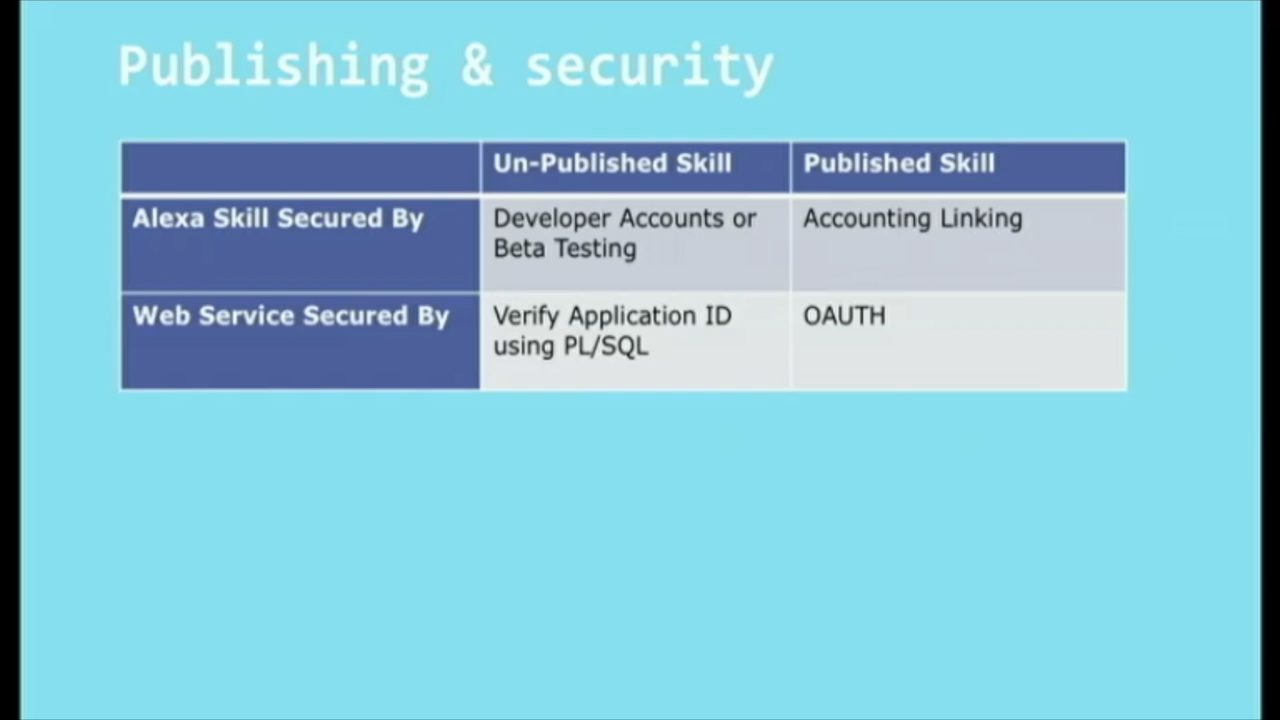 Publishing & security
Un-Published Skill
Published Skill
Alexa Skill Secured By
Developer Accounts or
Beta Testing
Accounting Linking
Web Service Secured By
Verify Application ID
using PL/SQL
OAUTH